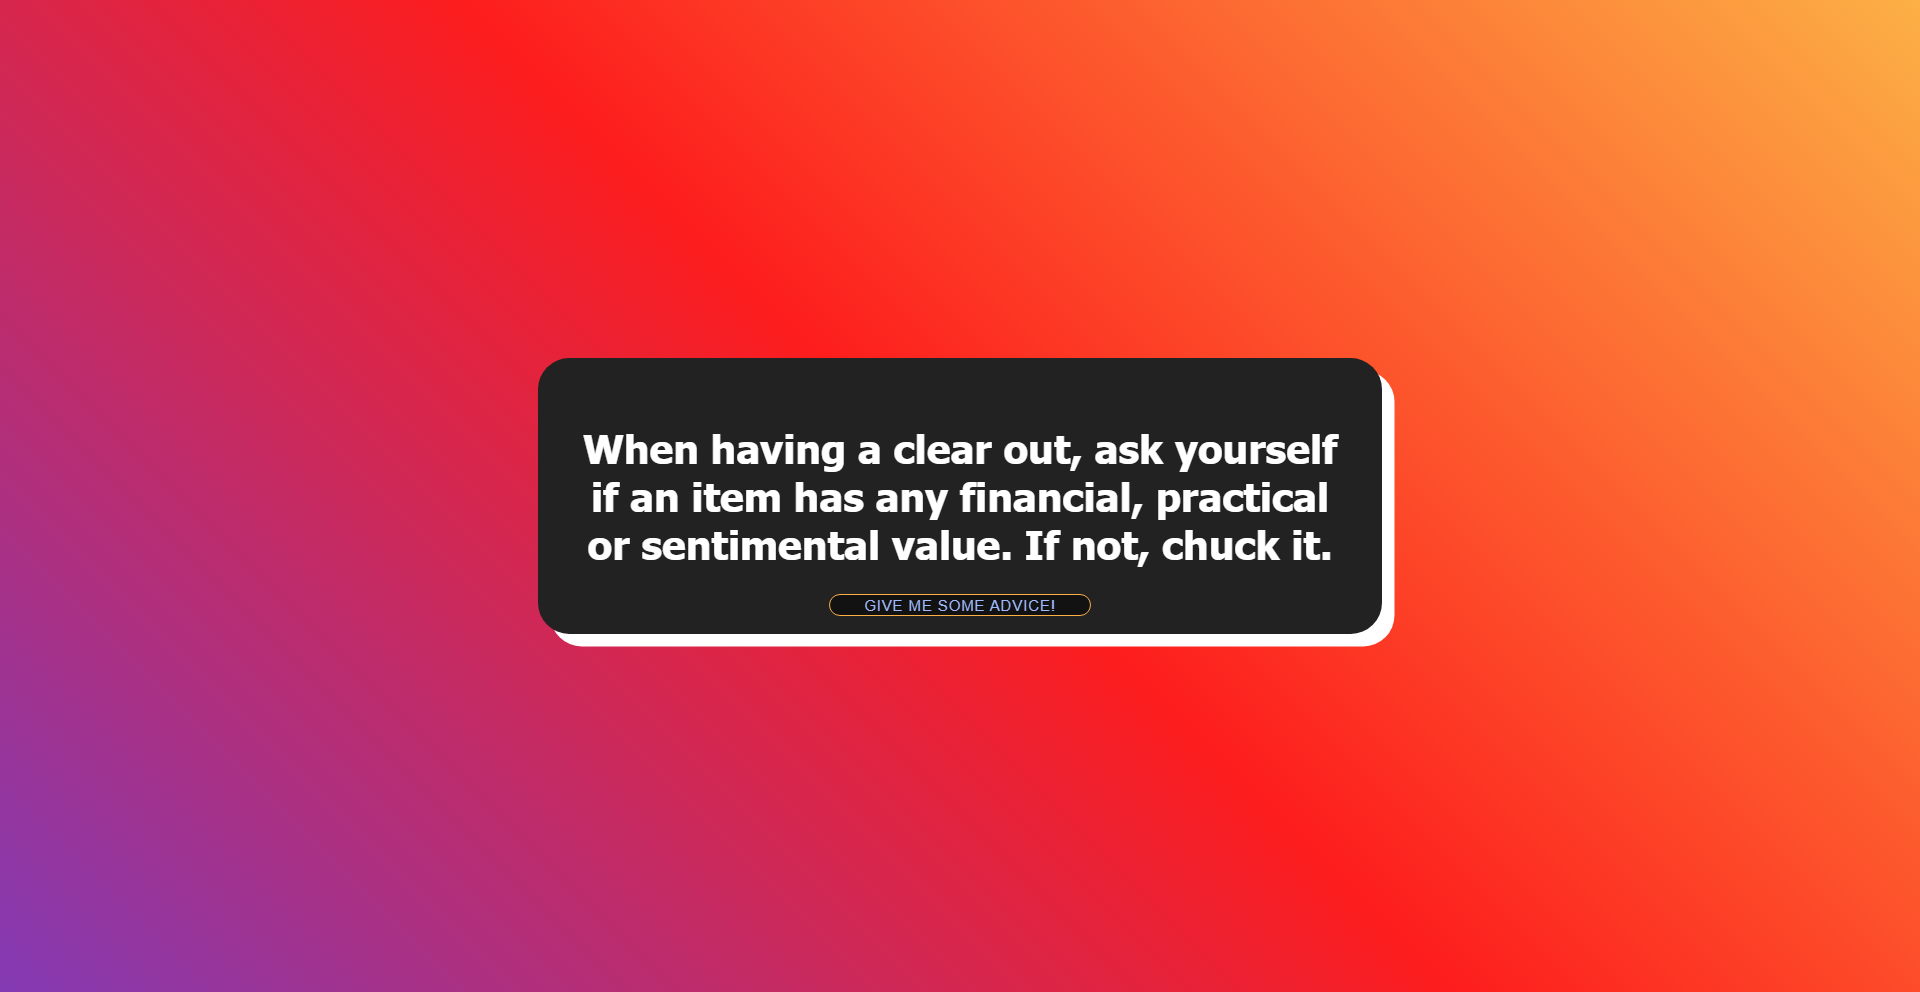 When having a clear out, ask yourself
if an item has any financial, practical
or sentimental value. If not, chuck it.
GIVE ME SOME ADVICE!